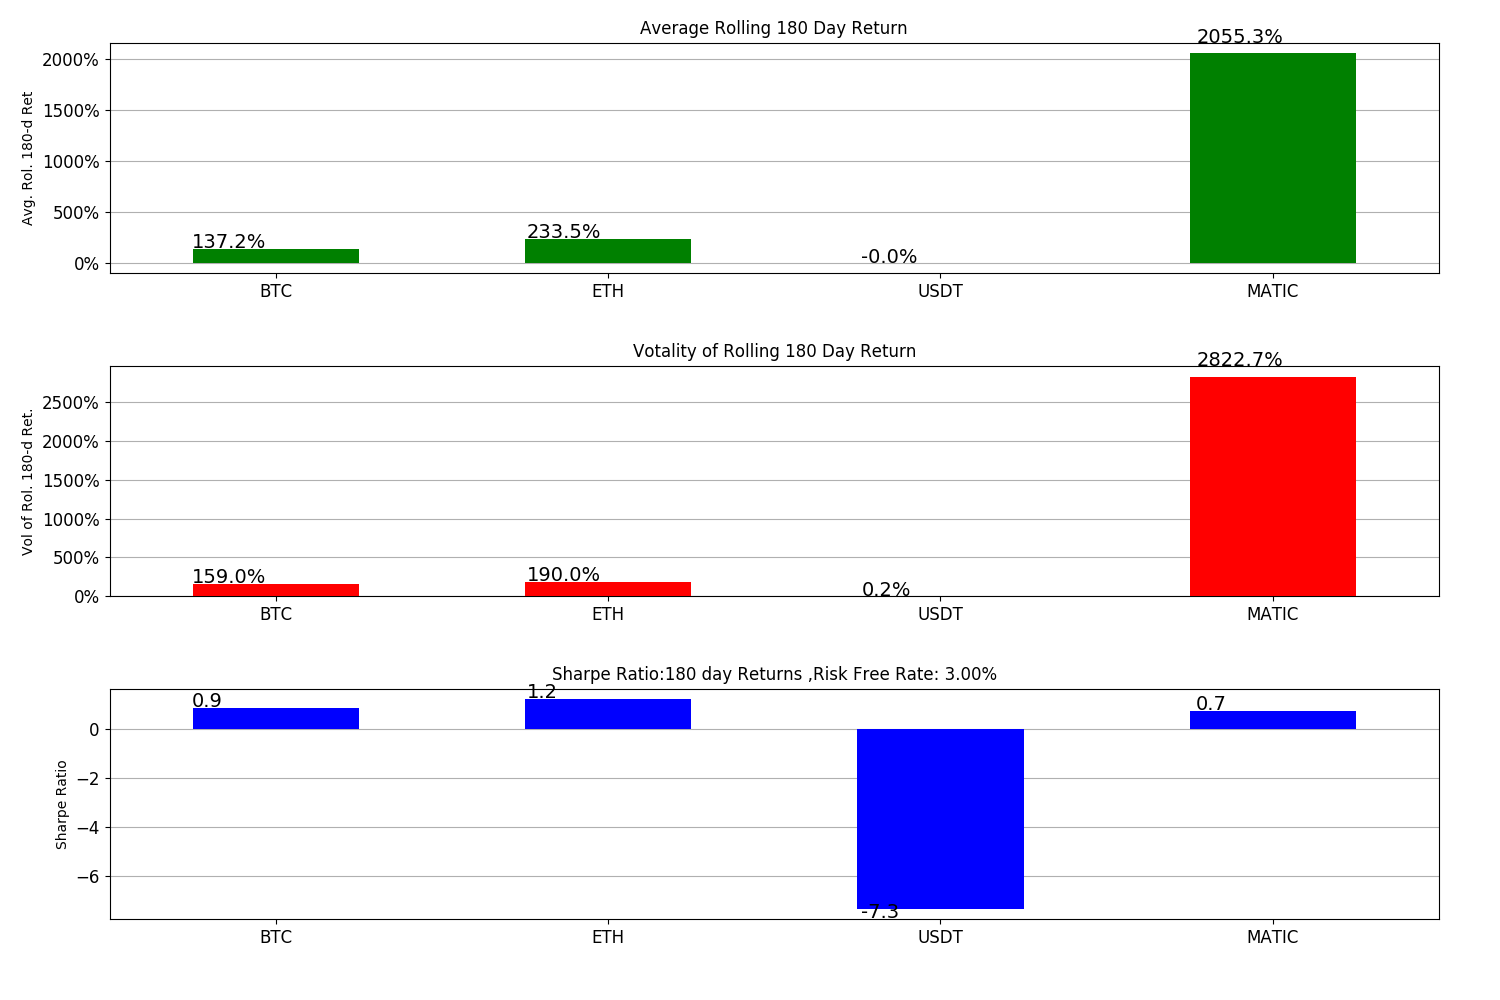 Average Rolling 180 Day Return
Avg. Rol. 180-d Ret
2000%
1500%
1000%
500%
0%
137.2%
233.5%
-0.0%
2055.3%
BTC
ETH
USDT
MATIC
Votality of Rolling 180 Day Return
Vol of Rol. 180-d Ret.
2500%
2000%
1500%
1000%
500%
0%
159.0%
190.0%
0.2%
2822.7%
BTC
ETH
USDT
MATIC
Sharpe Ratio:180 day Returns ,Risk Free Rate: 3.00%
Sharpe Ratio
0
−2
−4
−6
0.9
1.2
-7.3
0.7
BTC
ETH
USDT
MATIC